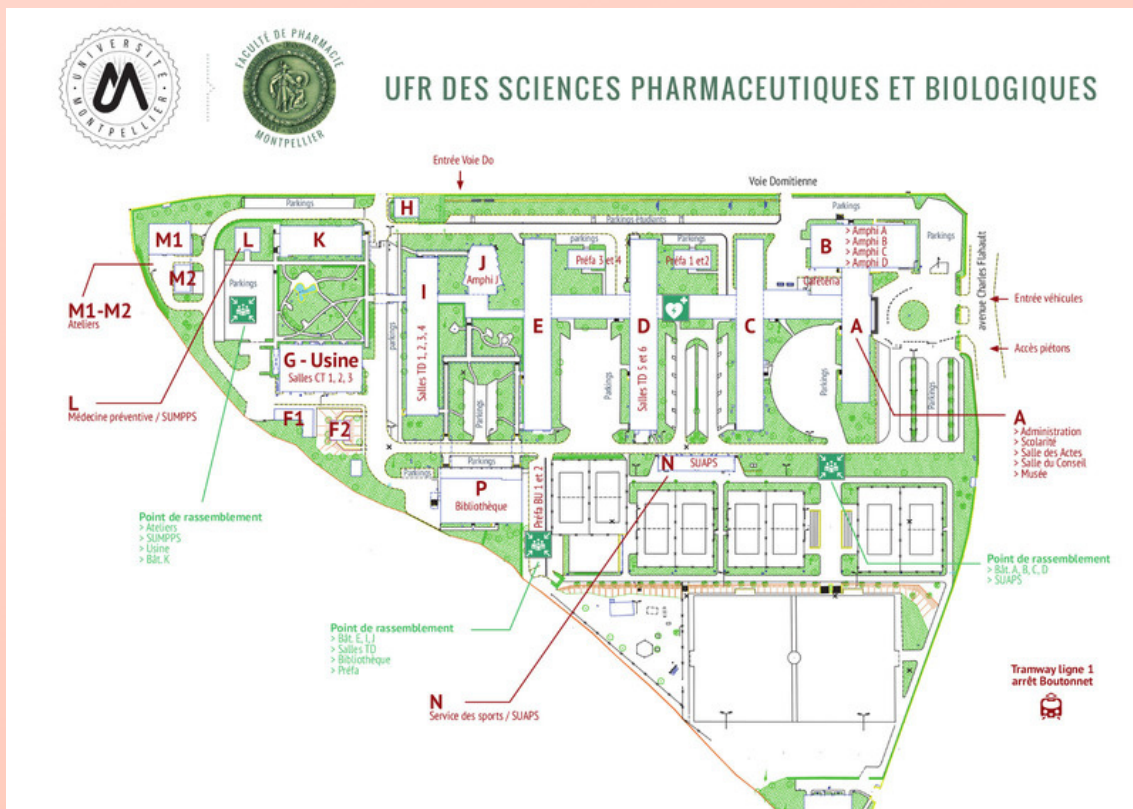 UNIVERSITÉ
MONTPELLIER
FACULTÉ DE PHARMACIE
MONTPELLIER
UFR DES SCIENCES PHARMACEUTIQUES ET BIOLOGIQUES
Entrée Voie Do
Voie Domitienne
Parkings
H
Parkings
Parkings étudiants
M1
L
K
parkings
B
> Amphi A
> Amphi B
> Amphi C
> Amphi D
Parkings
J
Amphi J
Préfa 3 et 4
Préfa 1 et2
M2
Parkings
Cafétéria
avenue Charles Flahault
M1-M2
Ateliers
I
Salles TD 1, 2, 3, 4
parkings
E
D
Salles TD 5 et 6
C
A
Entrée véhicules
Accès piétons
G - Usine
Salles CT 1, 2, 3
Parkings
Parkings
Parkings
L
Médecine préventive / SUMPPS
F1
F2
A
> Administration
> Scolarité
> Salle des Actes
> Salle du Conseil
> Musée
Parkings
Parkings
N
SUAPS
P
Bibliothèque
Préfa BU 1 et 2
Point de rassemblement
> Ateliers
> SUMPPS
> Usine
> Bât. K
Point de rassemblement
> Bât. A, B, C, D
> SUAPS
Point de rassemblement
> Bât. E, I, J
> Salles TD
> Bibliothèque
> Préfa
N
Service des sports / SUAPS
Tramway ligne 1
arrêt Boutonnet